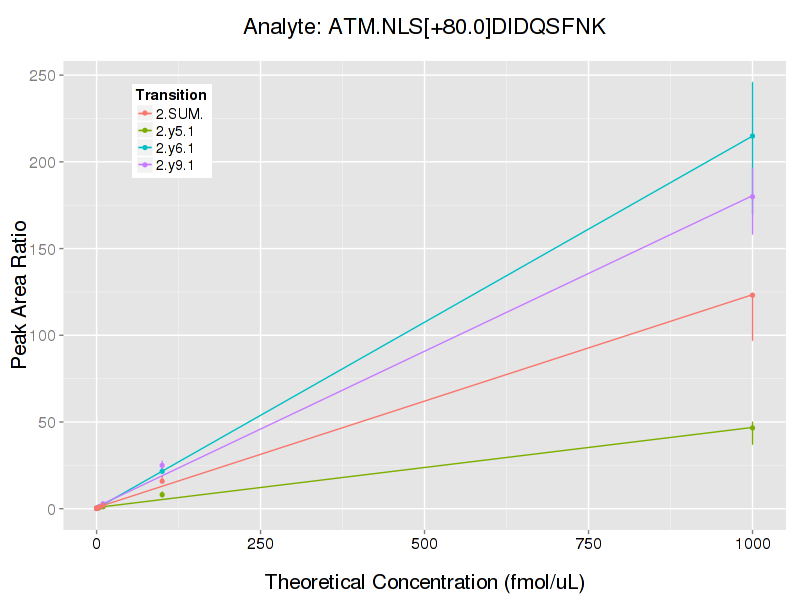 Analyte: ATM.NLS[+80.0]DIDQSFNK
Transition
2.SUM.
2.y5.1
2.y6.1
2.y9.1
250
200
150
100
50
0
Peak Area Ratio
0 250 500 750 1000
Theoretical Concentration (fmol/uL)